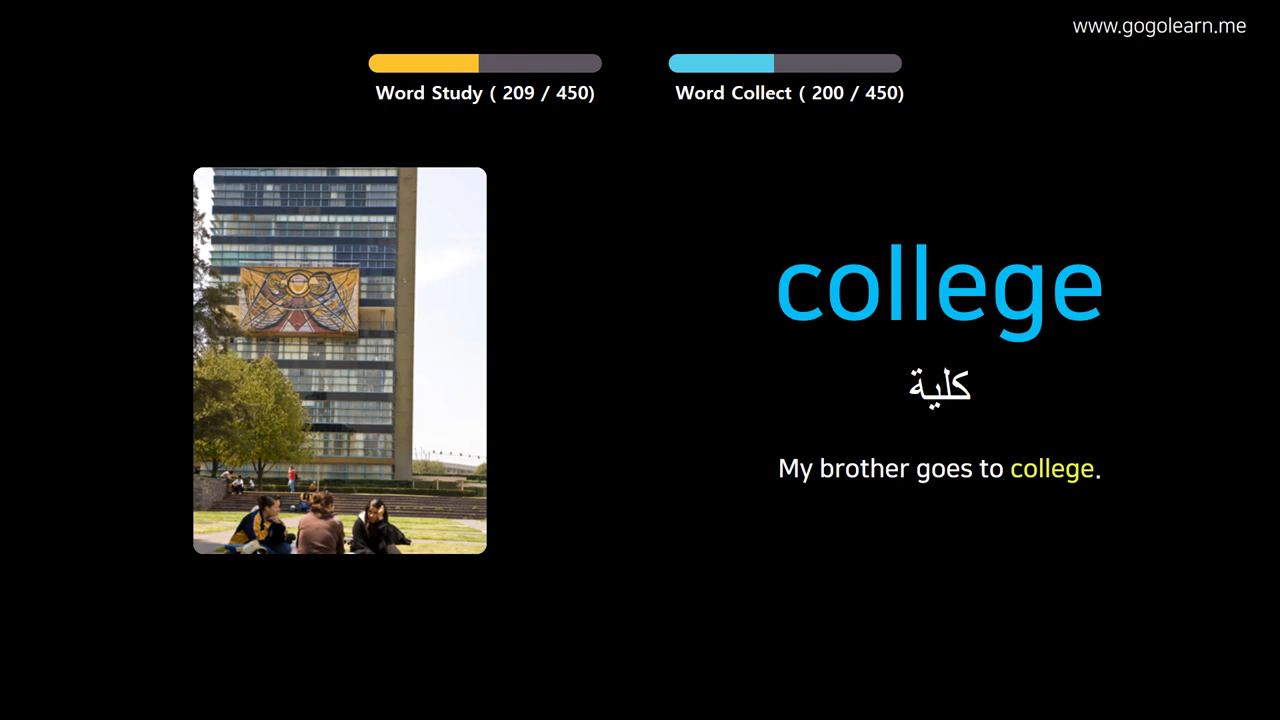 www.gogolearn.me
Word Study ( 209 / 450)
Word Collect ( 200 / 450)
college
كلية
My brother goes to college.